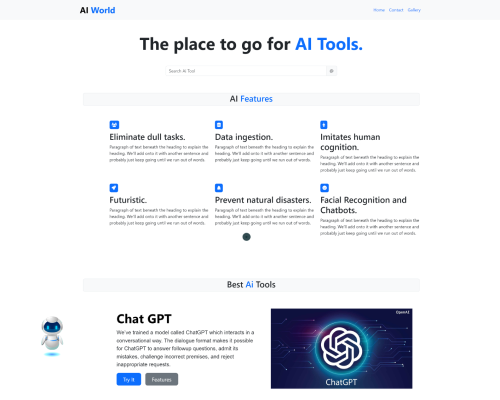 AI World
Home Contact Gallery
The place to go for AI Tools.
Search Ai Tool
AI Features
Eliminate dull tasks.
Paragraph of text beneath the heading to explain the
heading. We'll add onto it with another sentence and
probably just keep going until we run out of words.
Data ingestion.
Paragraph of text beneath the heading to explain the
heading. We'll add onto it with another sentence and
probably just keep going until we run out of words.
Imitates human
cognition.
Paragraph of text beneath the heading to explain the
heading. We'll add onto it with another sentence and
probably just keep going until we run out of words.
Futuristic.
Paragraph of text beneath the heading to explain the
heading. We'll add onto it with another sentence and
probably just keep going until we run out of words.
Prevent natural disasters.
Paragraph of text beneath the heading to explain the
heading. We'll add onto it with another sentence and
probably just keep going until we run out of words.
Facial Recognition and
Chatbots.
Paragraph of text beneath the heading to explain the
heading. We'll add onto it with another sentence and
probably just keep going until we run out of words.
Best Ai Tools
Chat GPT
We've trained a model called ChatGPT which interacts in a
conversational way. The dialogue format makes it possible
for ChatGPT to answer followup questions, admit its
mistakes, challenge incorrect premises, and reject
inappropriate requests.
Try it
Features
OpenAI
ChatGPT